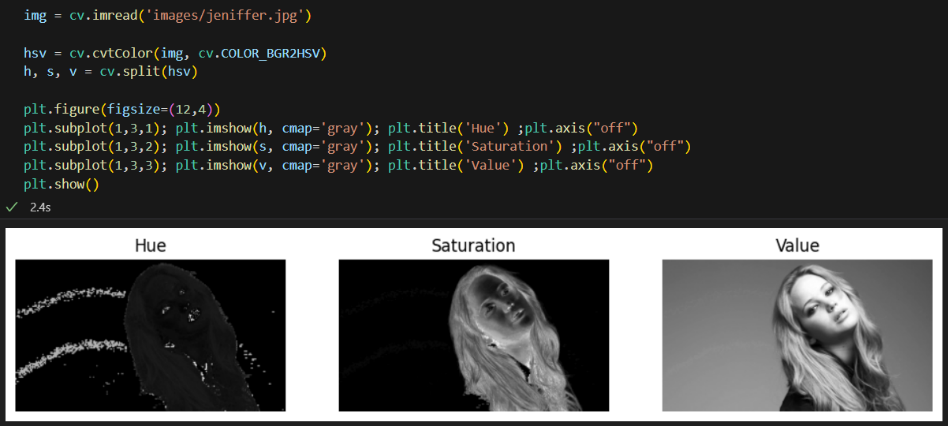 img = cv.imread('images/jeniffer.jpg')
hsv = cv.cvtColor(img, cv.COLOR_BGR2HSV)
h, s, v = cv.split(hsv)
plt.figure(figsize=(12,4))
plt.subplot(1,3,1); plt.imshow(h, cmap='gray'); plt.title('Hue') ;plt.axis("off")
plt.subplot(1,3,2); plt.imshow(s, cmap='gray'); plt.title('Saturation') ;plt.axis("off")
plt.subplot(1,3,3); plt.imshow(v, cmap='gray'); plt.title('Value') ;plt.axis("off")
plt.show()
2.4s
Hue Saturation Value